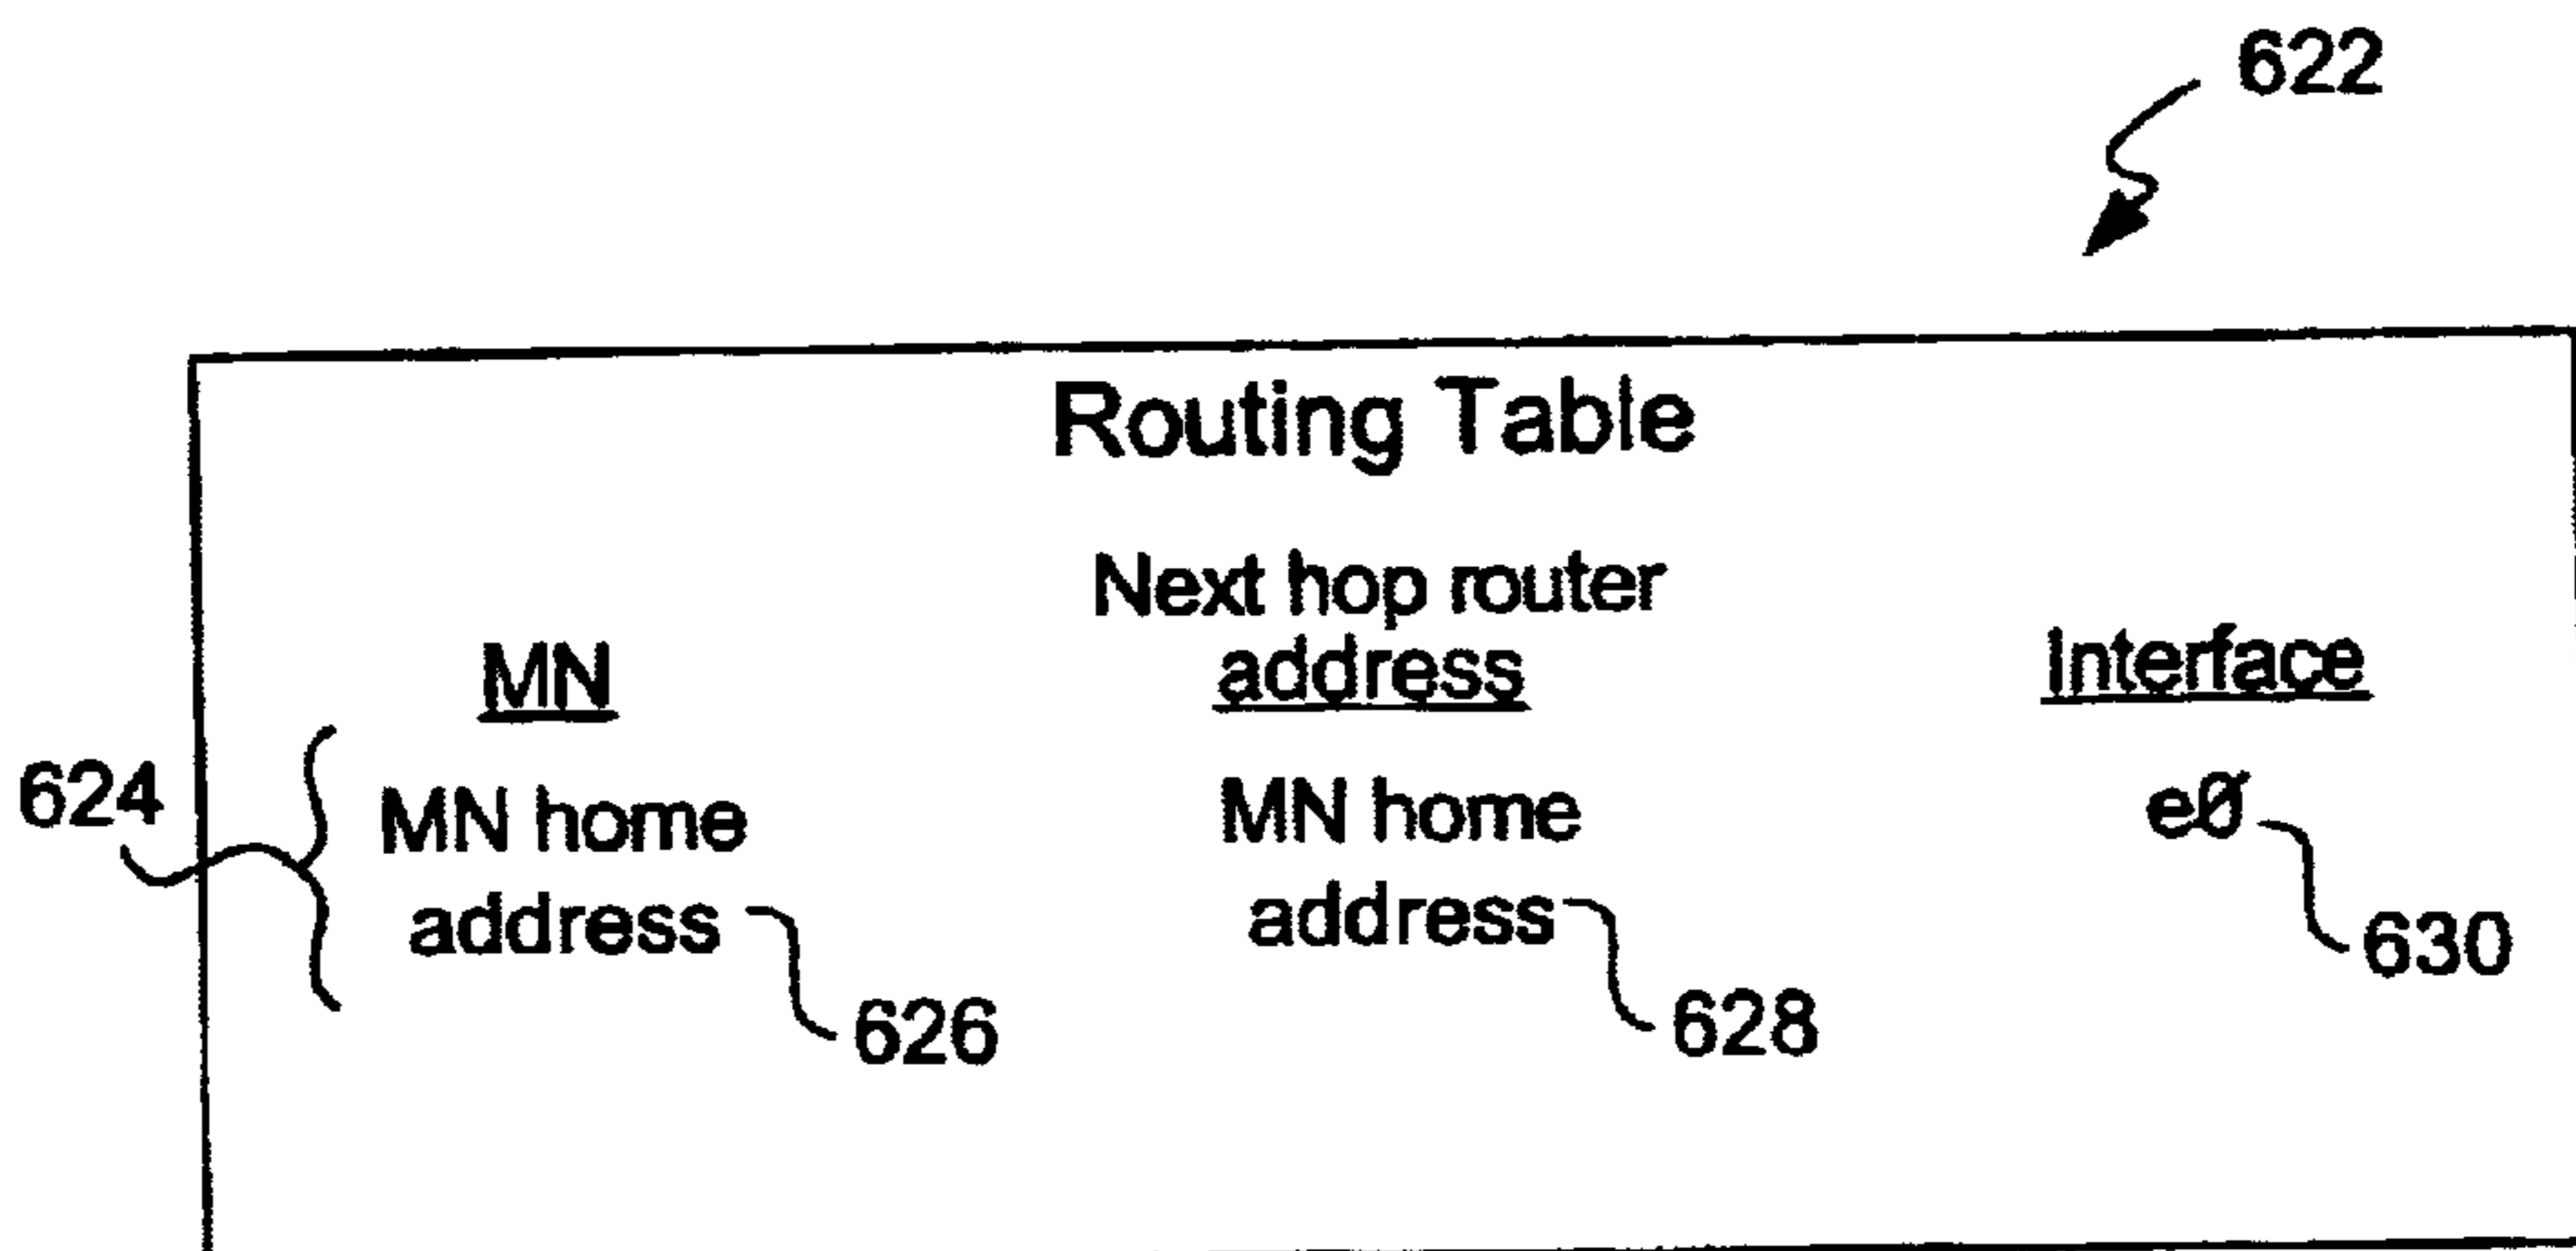 622
Routing Table
MN
Next hop router
address
Interface
624
MN home
address
626
MN home
address
628
e0
630